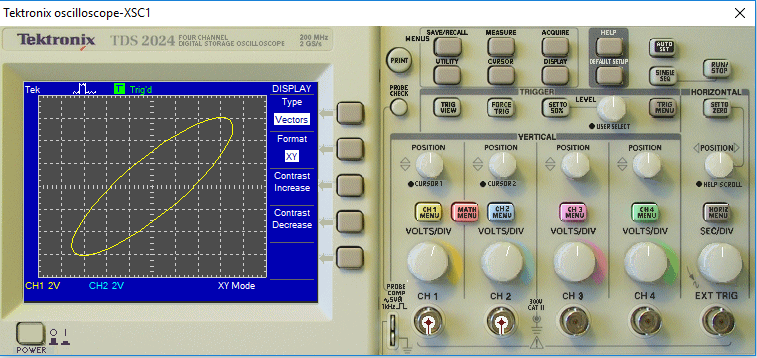 Tektronix oscilloscope-XSC1
Tektronix TDS 2024 FOUR CHANNEL DIGITAL STORAGE OSCILLOSCOPE 200 MHz 2 GS/s
Tek T Trig'd DISPLAY
Type
Vectors
Format
XY
Contrast
Increase
Contrast
Decrease
CH1 2V CH2 2V XY Mode
POWER
O I
MENUS
SAVE/RECALL MEASURE ACQUIRE
PRINT
UTILITY CURSOR DISPLAY
HELP
DEFAULT SETUP
AUTO SET
SINGLE SEQ
RUN/STOP
PROBE CHECK
TRIGGER
TRIG VIEW
FORCE TRIG
SET TO 50%
LEVEL
USER SELECT
TRIG MENU
HORIZONTAL
SET TO ZERO
VERTICAL
POSITION POSITION POSITION POSITION POSITION
CURSOR 1 CURSOR 2 HELP SCROLL
CH 1 MENU
MATH MENU
CH 2 MENU
CH 3 MENU
CH 4 MENU
HORIZ MENU
VOLTS/DIV VOLTS/DIV VOLTS/DIV VOLTS/DIV SEC/DIV
PROBE COMP
~5V
1kHz
CH 1 CH 2 CH 3 CH 4 EXT TRIG
300V
CAT II